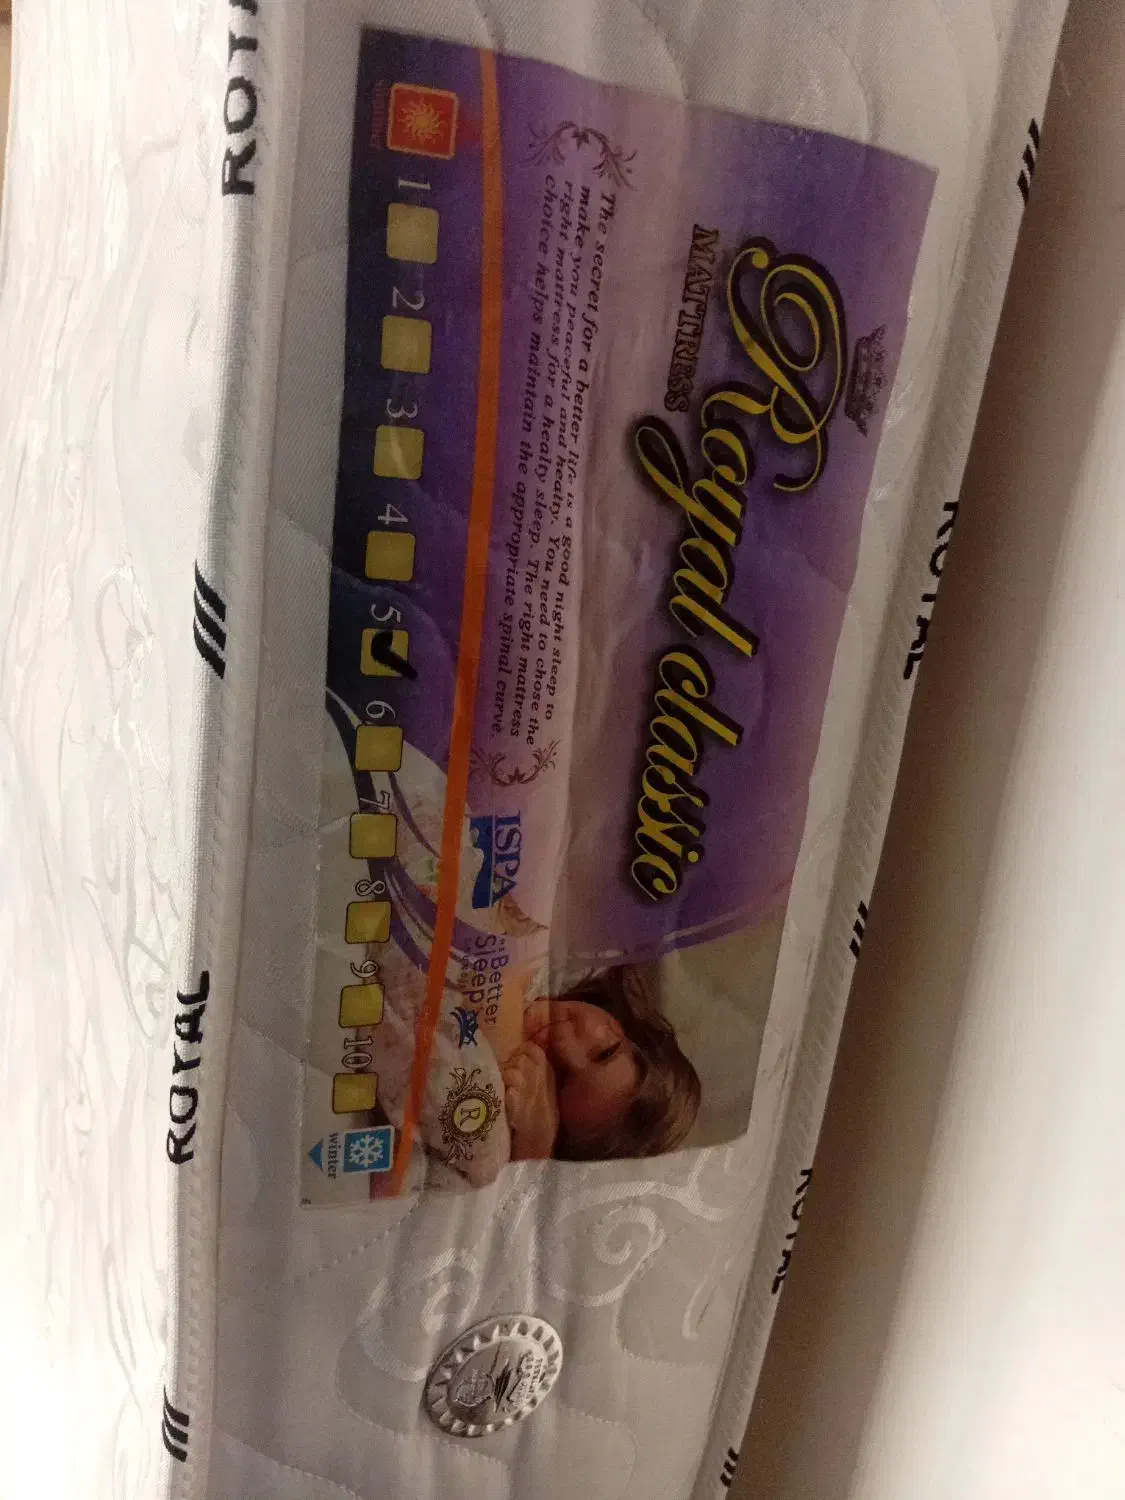 Royal classic
MATTRESS
The secret for a better life is a good night sleep to
make you peaceful and healty. You need to chose the
right mattress for a healty sleep. The right mattress
choice helps maintain the appropriate spinal curve.
ISPA
Better
Sleep
R
1 2 3 4 5 6 7 8 9 10
winter
ROYAL
ROYAL
ROYAL